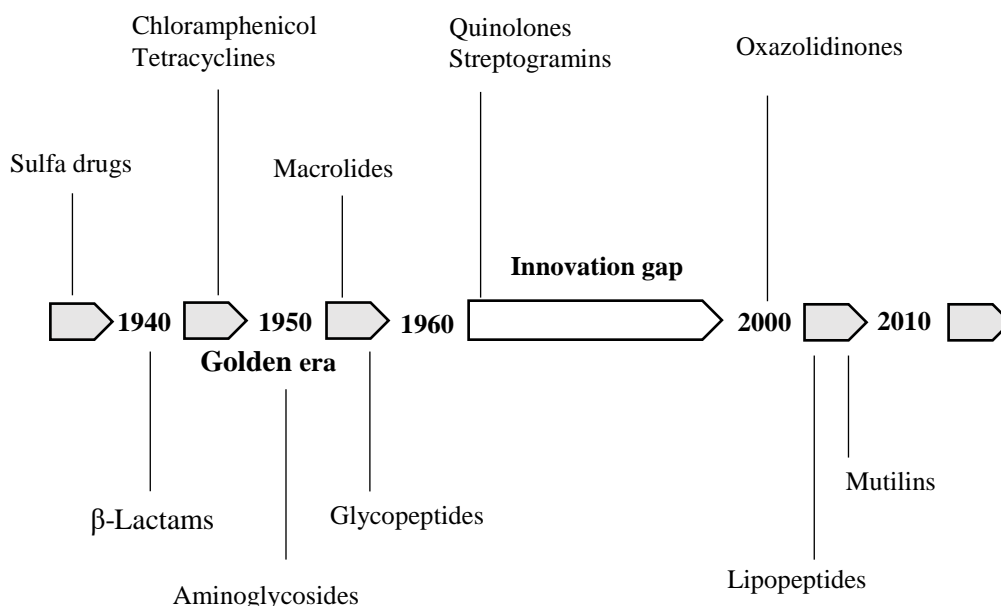 Chloramphenicol
Tetracyclines
Quinolones
Streptogramins
Oxazolidinones
Sulfa drugs
Macrolides
Innovation gap
1940
1950
1960
2000
2010
Golden era
Mutilins
β-Lactams
Glycopeptides
Lipopeptides
Aminoglycosides